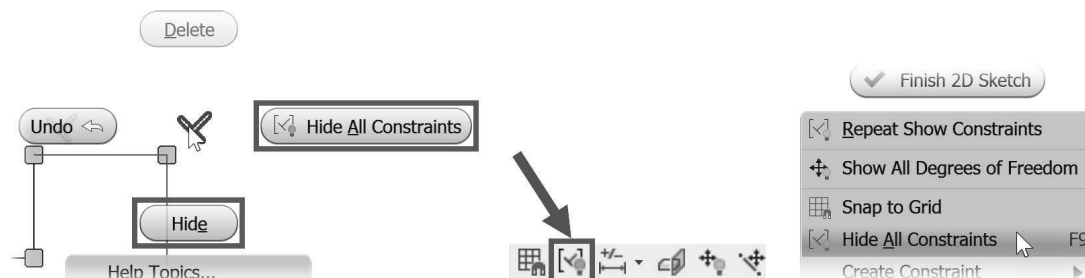 Delete
Undo
Hide All Constraints
Hide
Help Topics...
+/-
Finish 2D Sketch
Repeat Show Constraints
Show All Degrees of Freedom
Snap to Grid
Hide All Constraints F9
Create Constraint